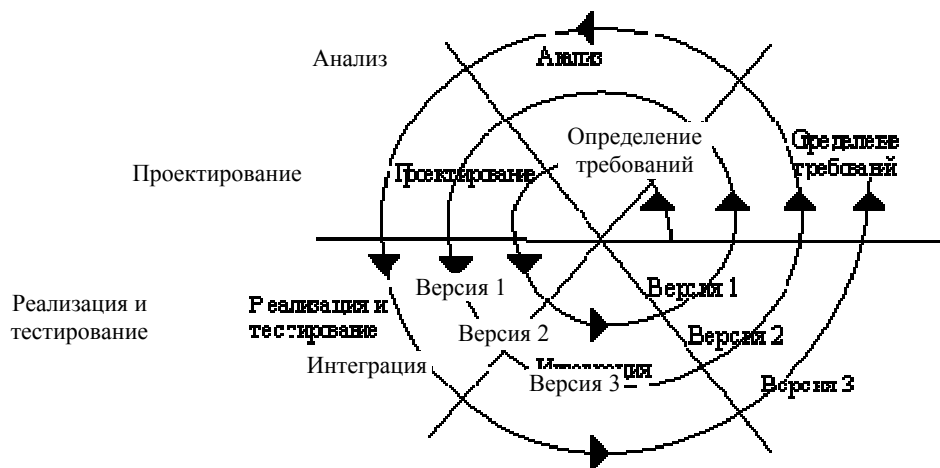 Анализ
Анализ
Определение
требований
Определение
требований
Проектирование
Проектирование
Версия 1
Версия 1
Реализация и
тестирование
Реализация и
тестирование
Версия 2
Версия 2
Интеграция
Версия 3
Версия 3